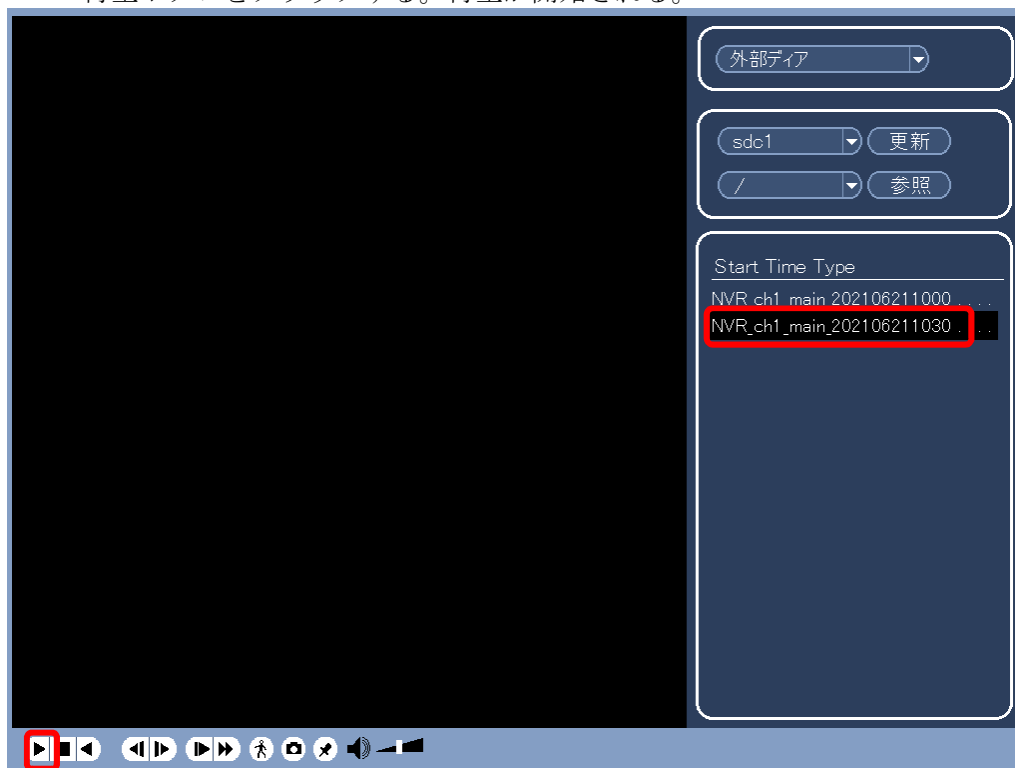 外部ディア
sdc1 更新
/ 参照
Start Time Type
NVR_ch1_main_202106211000 . . . .
NVR_ch1_main_202106211030 . . . .